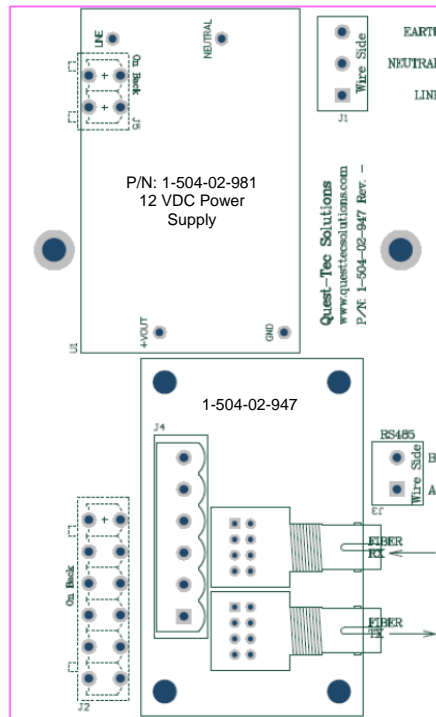 LINE
NEUTRAL
On Back
+
J5
P/N: 1-504-02-981
12 VDC Power
Supply
+VOUT
GND
U1
EARTH
NEUTRAL
LINE
Wire Side
J1
Quest-Tec Solutions
www.questtecsolutions.com
P/N: 1-504-02-947 Rev. -
1-504-02-947
J4
RS485
Wire Side
B
A
J3
FIBER
RX
FIBER
TX
+
On Back
J2